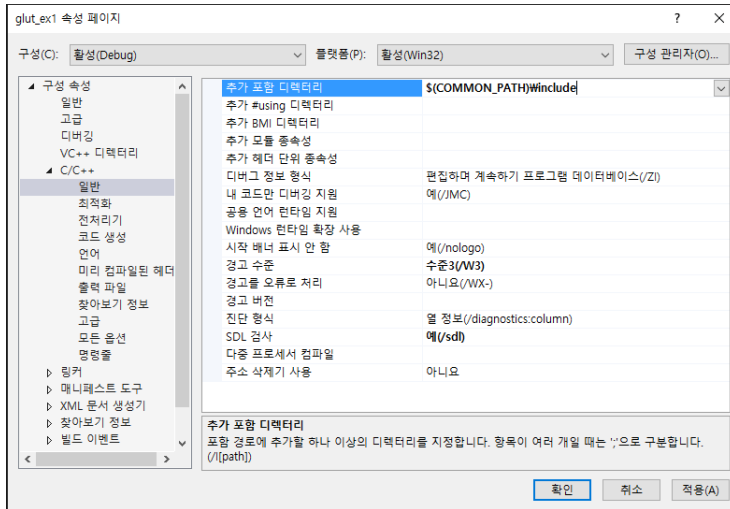 glut_ex1 속성 페이지
구성(C): 활성(Debug) 플랫폼(P): 활성(Win32) 구성 관리자(O)...
구성 속성
일반
고급
디버깅
VC++ 디렉터리
C/C++
일반
최적화
전처리기
코드 생성
언어
미리 컴파일된 헤더
출력 파일
찾아보기 정보
고급
모든 옵션
명령줄
링커
매니페스트 도구
XML 문서 생성기
찾아보기 정보
빌드 이벤트
추가 포함 디렉터리 $(COMMON_PATH)₩include
추가 #using 디렉터리
추가 BMI 디렉터리
추가 모듈 종속성
추가 헤더 단위 종속성
디버그 정보 형식 편집하며 계속하기 프로그램 데이터베이스(/ZI)
내 코드만 디버깅 지원 예(/JMC)
공용 언어 런타임 지원
Windows 런타임 확장 사용
시작 배너 표시 안 함 예(/nologo)
경고 수준 수준3(/W3)
경고를 오류로 처리 아니요(/WX-)
경고 버전
진단 형식 열 정보(/diagnostics:column)
SDL 검사 예(/sdl)
다중 프로세서 컴파일
주소 삭제기 사용 아니요
추가 포함 디렉터리
포함 경로에 추가할 하나 이상의 디렉터리를 지정합니다. 항목이 여러 개일 때는 ';'으로 구분합니다.
(/I[path])
확인 취소 적용(A)